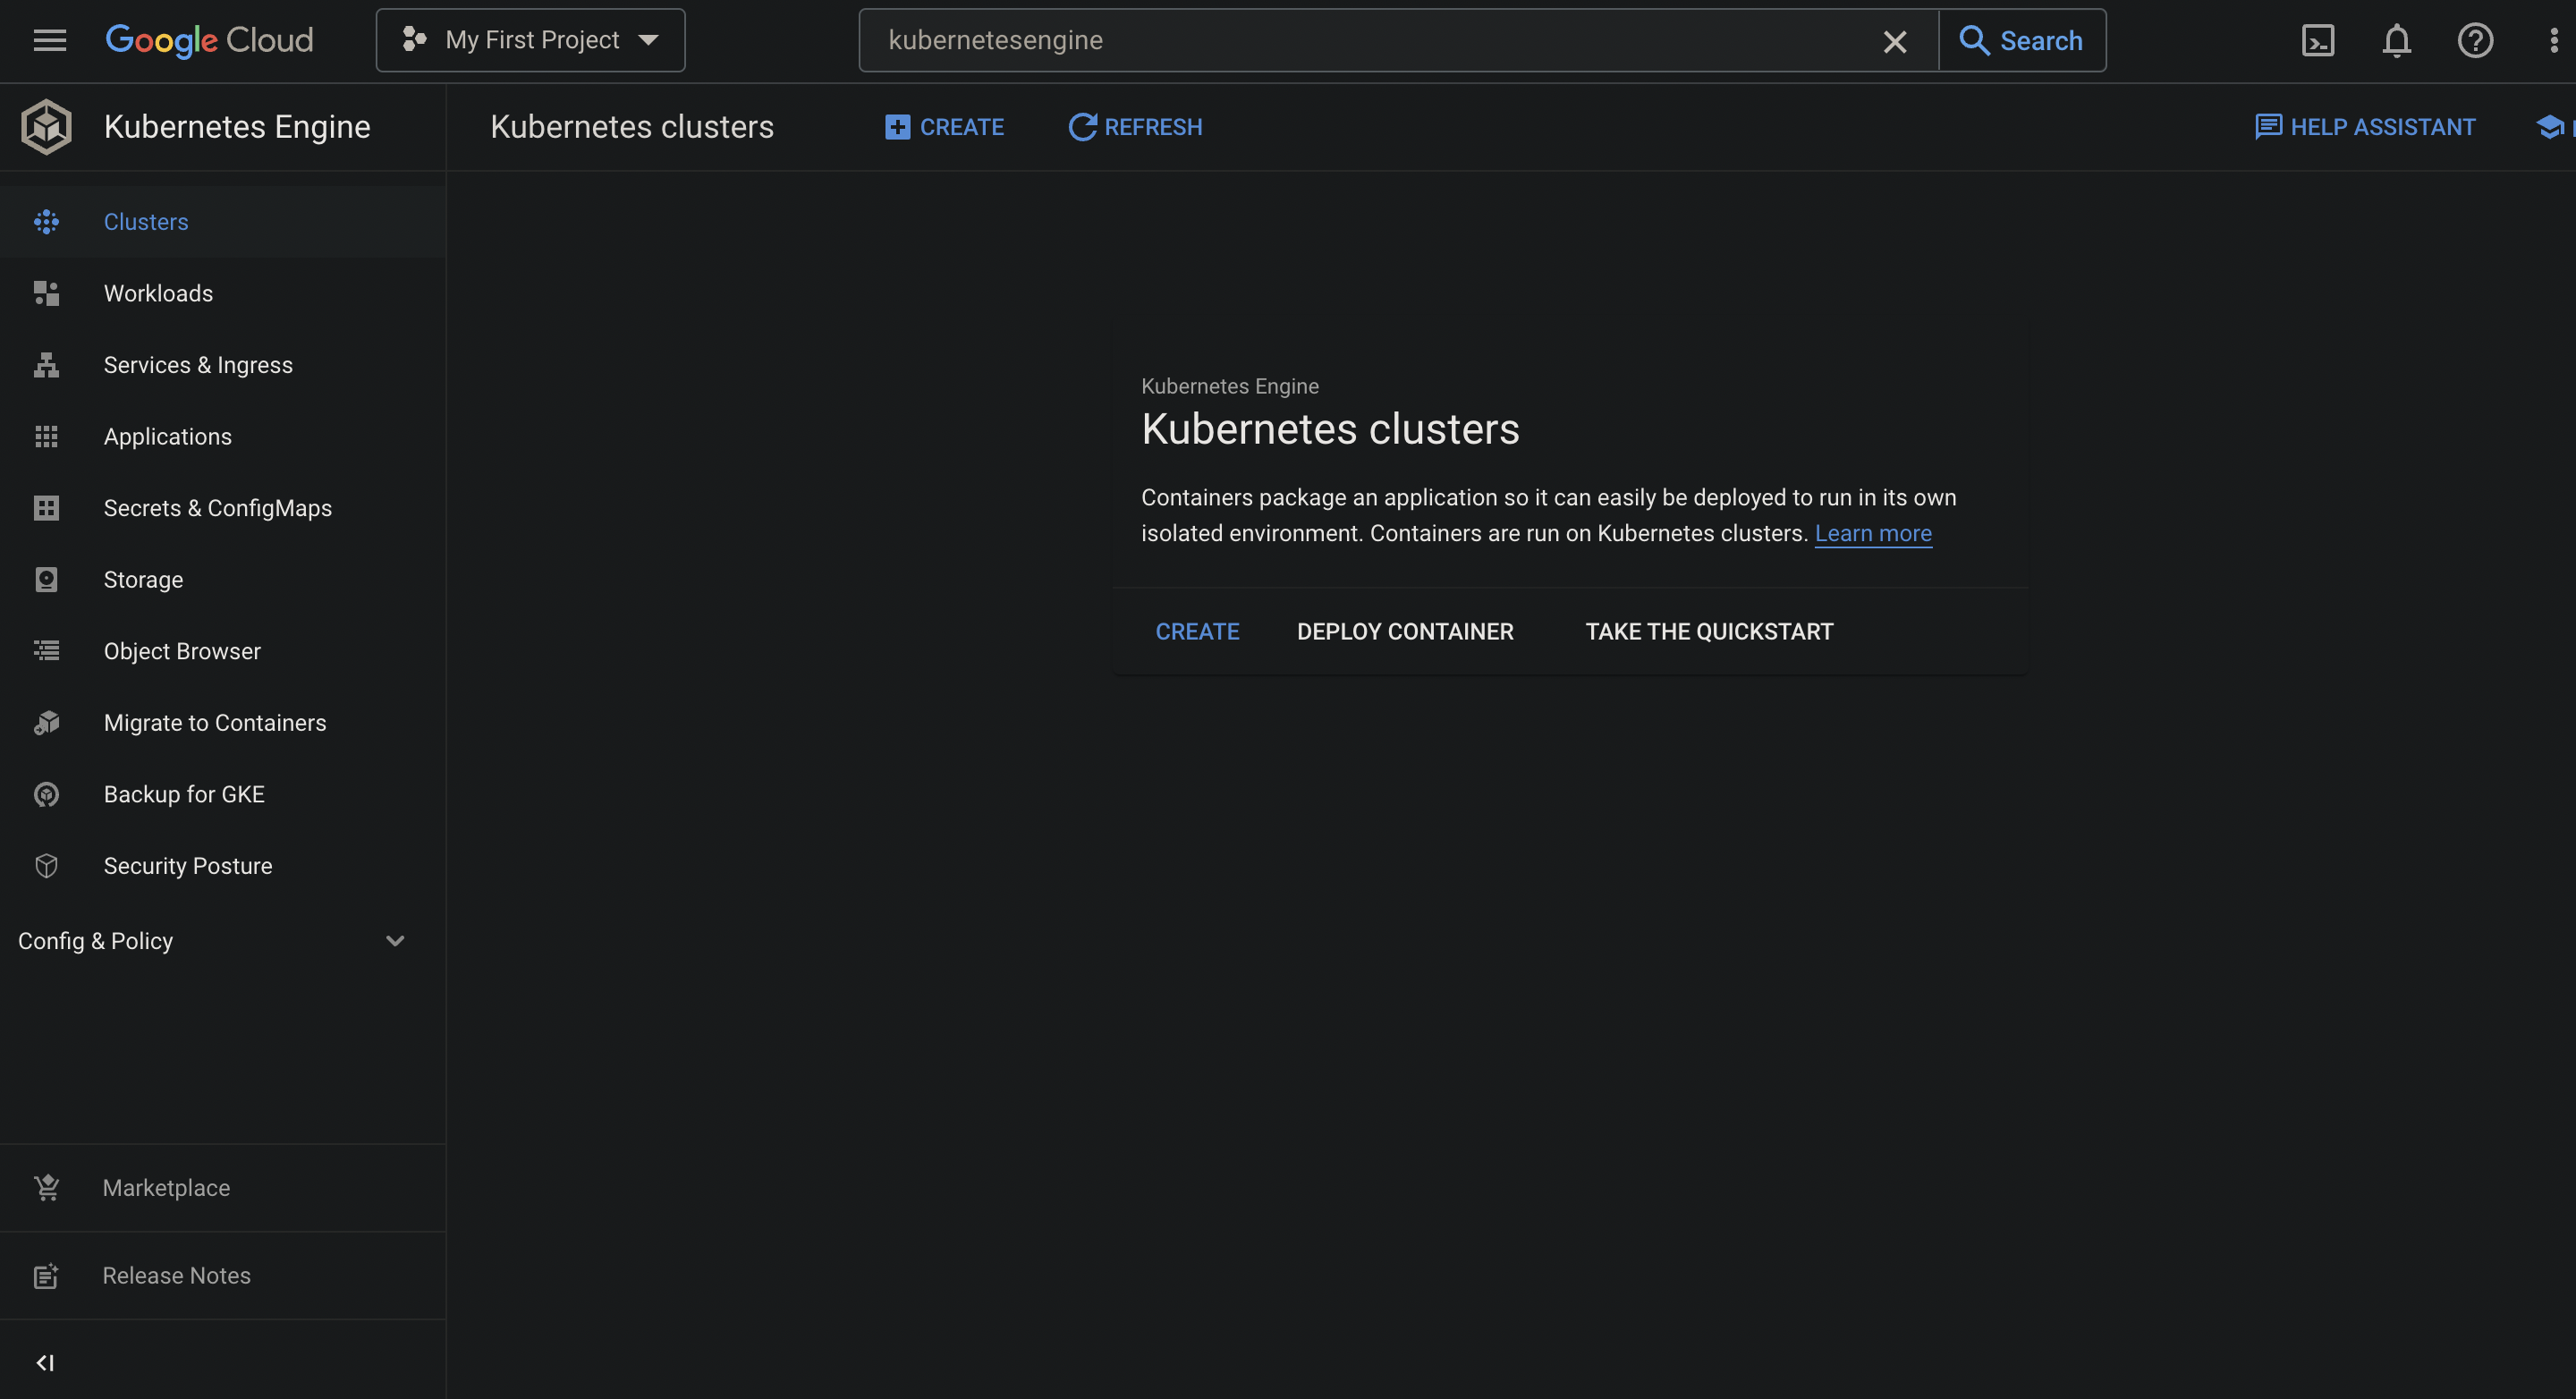 Google Cloud
My First Project
kubernetesengine
Search
Kubernetes Engine
Kubernetes clusters
CREATE
REFRESH
HELP ASSISTANT
Clusters
Workloads
Services & Ingress
Applications
Secrets & ConfigMaps
Storage
Object Browser
Migrate to Containers
Backup for GKE
Security Posture
Config & Policy
Marketplace
Release Notes
Kubernetes Engine
Kubernetes clusters
Containers package an application so it can easily be deployed to run in its own
isolated environment. Containers are run on Kubernetes clusters. Learn more
CREATE
DEPLOY CONTAINER
TAKE THE QUICKSTART